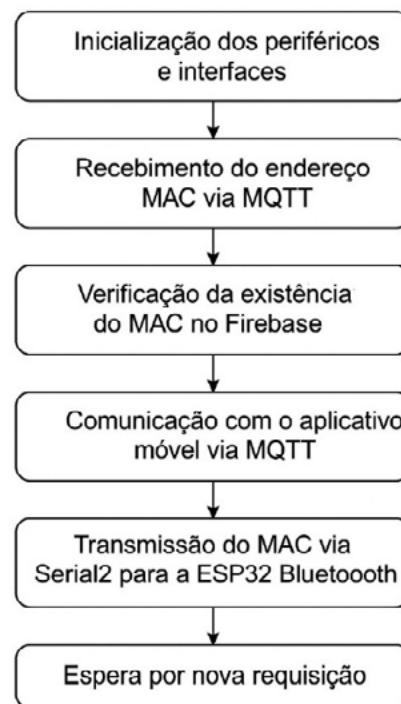 Inicialização dos periféricos
e interfaces
Recebimento do endereço
MAC via MQTT
Verificação da existência
do MAC no Firebase
Comunicação com o aplicativo
móvel via MQTT
Transmissão do MAC via
Serial2 para a ESP32 Bluetoooth
Espera por nova requisição